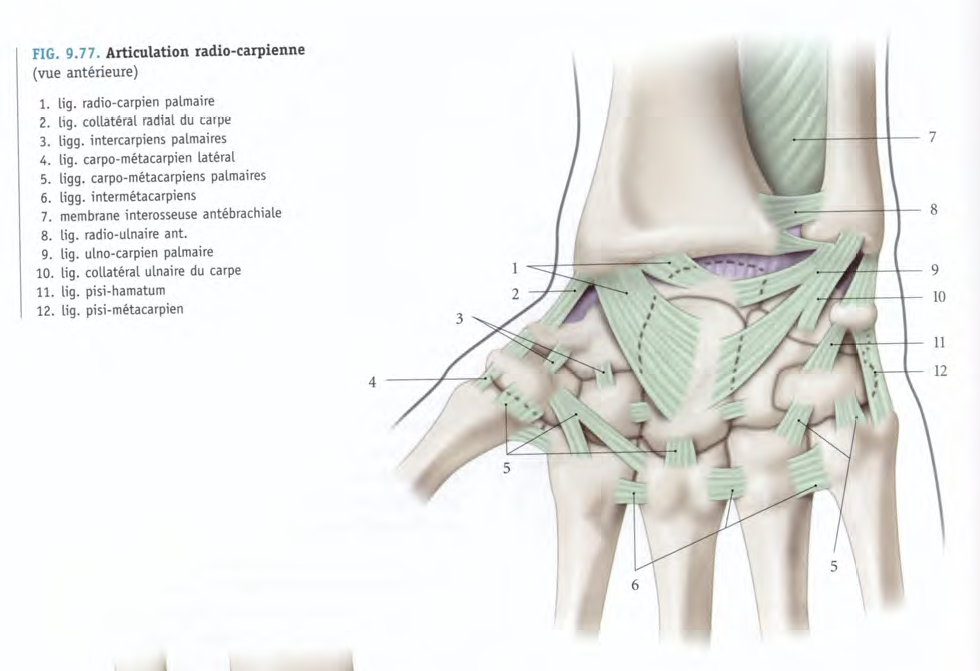 FIG. 9.77. Articulation radio-carpienne
(vue antérieure)
1. lig. radio-carpien palmaire
2. lig. collatéral radial du carpe
3. ligg. intercarpiens palmaires
4. lig. carpo-métacarpien latéral
5. ligg. carpo-métacarpiens palmaires
6. ligg. intermétacarpiens
7. membrane interosseuse antébrachiale
8. lig. radio-ulnaire ant.
9. lig. ulno-carpien palmaire
10. lig. collatéral ulnaire du carpe
11. lig. pisi-hamatum
12. lig. pisi-métacarpien
7
8
1
9
2
10
3
11
4
12
5
5
6